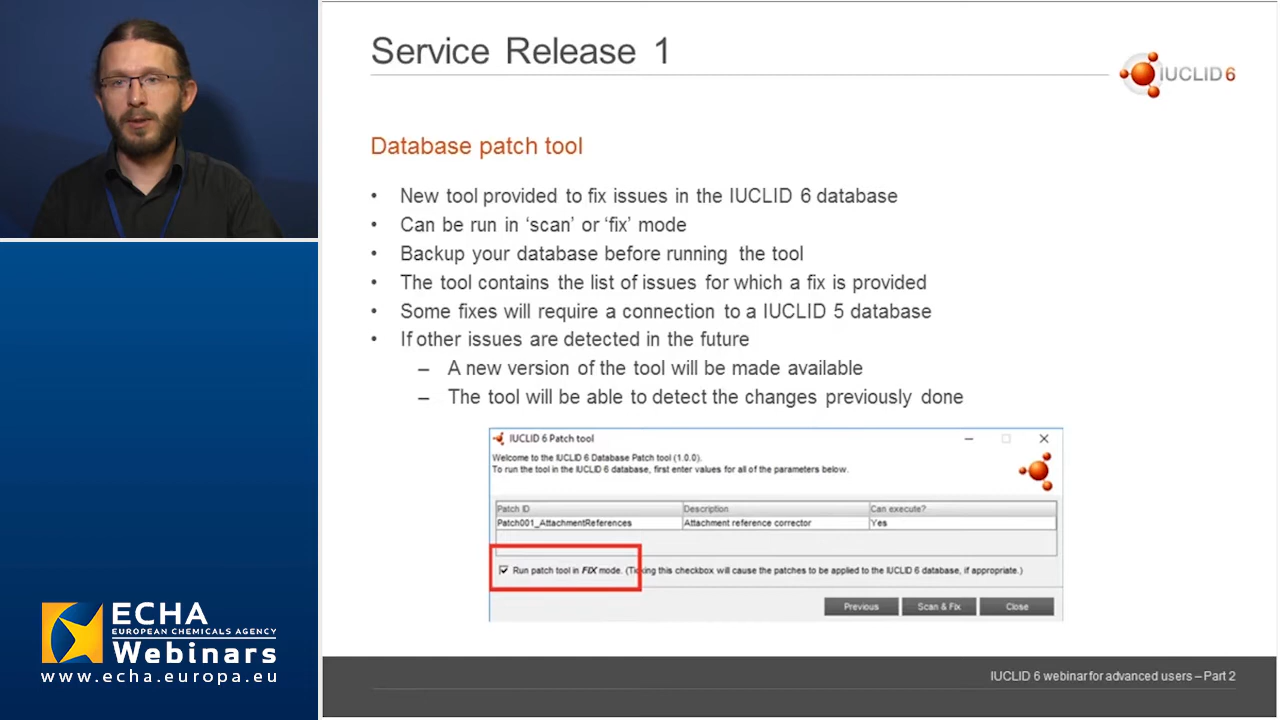 Service Release 1
IUCLID 6
Database patch tool
• New tool provided to fix issues in the IUCLID 6 database
• Can be run in ‘scan’ or ‘fix’ mode
• Backup your database before running the tool
• The tool contains the list of issues for which a fix is provided
• Some fixes will require a connection to a IUCLID 5 database
• If other issues are detected in the future
– A new version of the tool will be made available
– The tool will be able to detect the changes previously done
IUCLID 6 Patch tool
Welcome to the IUCLID 6 Database Patch tool (1.0.0).
To run the tool in the IUCLID 6 database, first enter values for all of the parameters below.
Patch ID Description Can execute?
Patch001_AttachmentReferences Attachment reference corrector Yes
Run patch tool in FIX mode. (Ticking this checkbox will cause the patches to be applied to the IUCLID 6 database, if appropriate.)
Previous Scan & Fix Close
ECHA
EUROPEAN CHEMICALS AGENCY
Webinars
www.echa.europa.eu
IUCLID 6 webinar for advanced users – Part 2